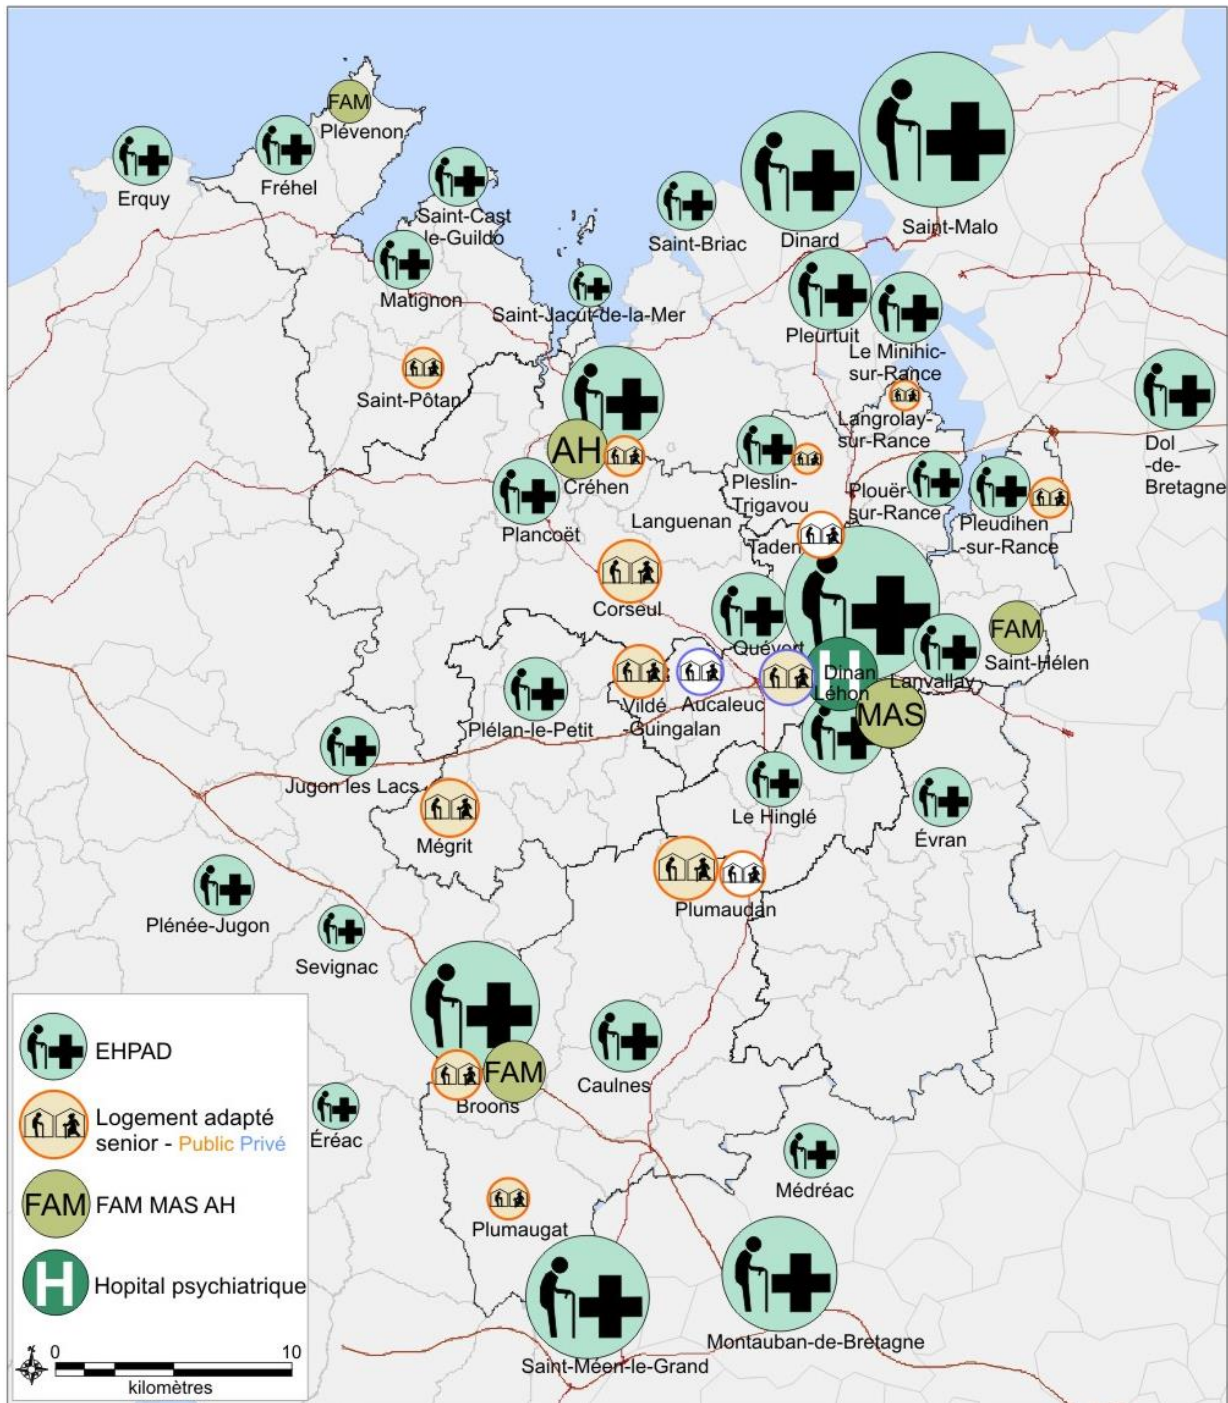 FAM
Plévenon
Erquy
Fréhel
Saint-Cast
le-Guildo
Saint-Briac
Dinard
Saint-Malo
Matignon
Saint-Jacut-de-la-Mer
Pleurtuit
Le Minihic-
sur-Rance
Saint-Pôtan
Langrolay-
sur-Rance
Dol
-de-
Bretagne
AH
Créhen
Pleslin-
Trigavou
Plouër-
sur-Rance
Pleudihen
-sur-Rance
Plancoët
Languenan
Taden
Corseul
Quévert
FAM
Saint-Hélen
H
Dinan
Léhon
Lanvallay
MAS
Vildé
-Guingalan
Aucaleuc
Plélan-le-Petit
Jugon les Lacs
Mégrit
Le Hinglé
Évran
Plumaudan
Plénée-Jugon
Sevignac
FAM
Broons
Caulnes
Éréac
Médréac
Plumaugat
Saint-Méen-le-Grand
Montauban-de-Bretagne
EHPAD
Logement adapté
senior - Public Privé
FAM
FAM MAS AH
H
Hopital psychiatrique
N
0 10
kilomètres